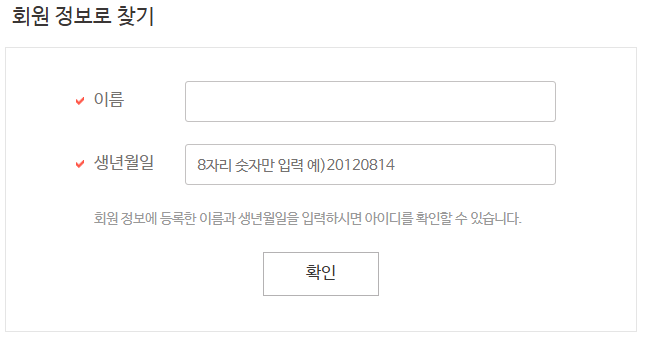 회원 정보로 찾기
이름
생년월일
8자리 숫자만 입력 예)20120814
회원 정보에 등록한 이름과 생년월일을 입력하시면 아이디를 확인할 수 있습니다.
확인